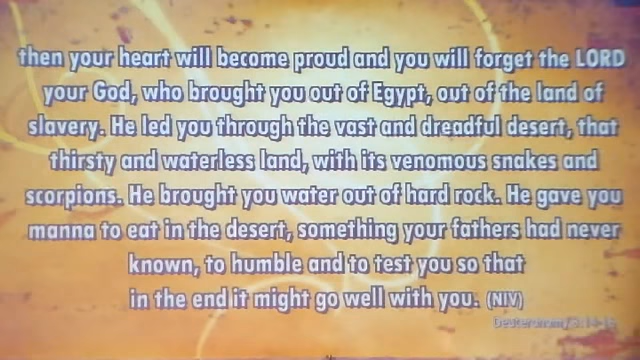 then your heart will become proud and you will forget the LORD
your God, who brought you out of Egypt, out of the land of
slavery. He led you through the vast and dreadful desert, that
thirsty and waterless land, with its venomous snakes and
scorpions. He brought you water out of hard rock. He gave you
manna to eat in the desert, something your fathers had never
known, to humble and to test you so that
in the end it might go well with you. (NIV)
Deuteronomy